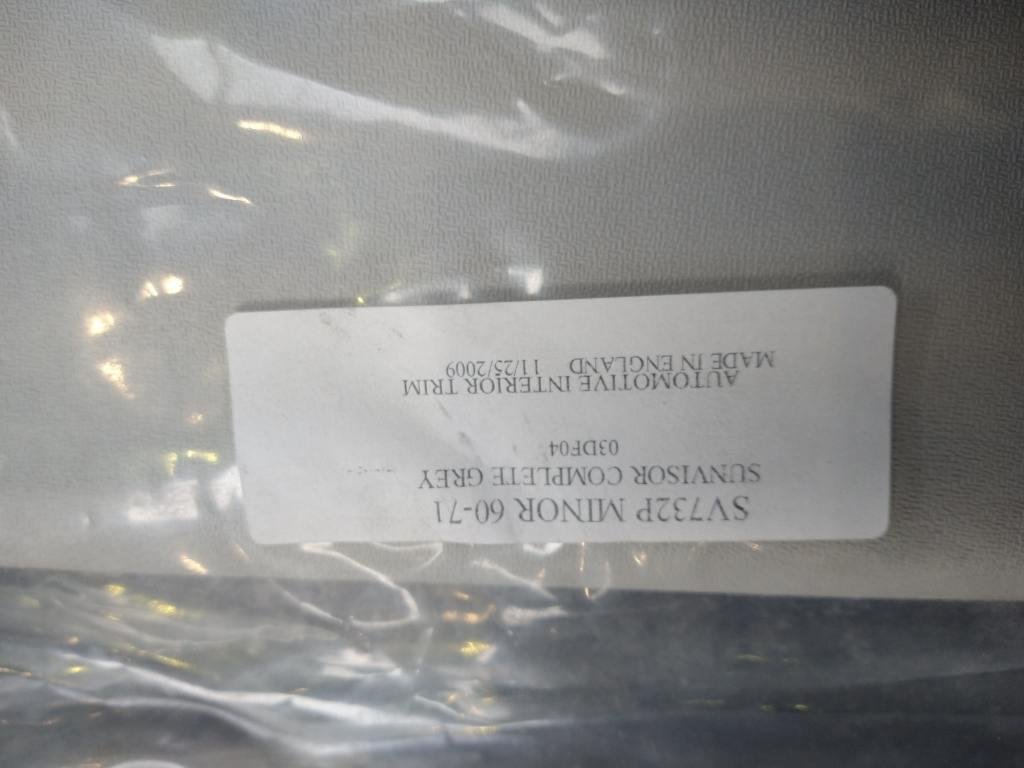 SV732P MINOR 60-71
SUNVISOR COMPLETE GREY
03DF04
AUTOMOTIVE INTERIOR TRIM
MADE IN ENGLAND 11/25/2009